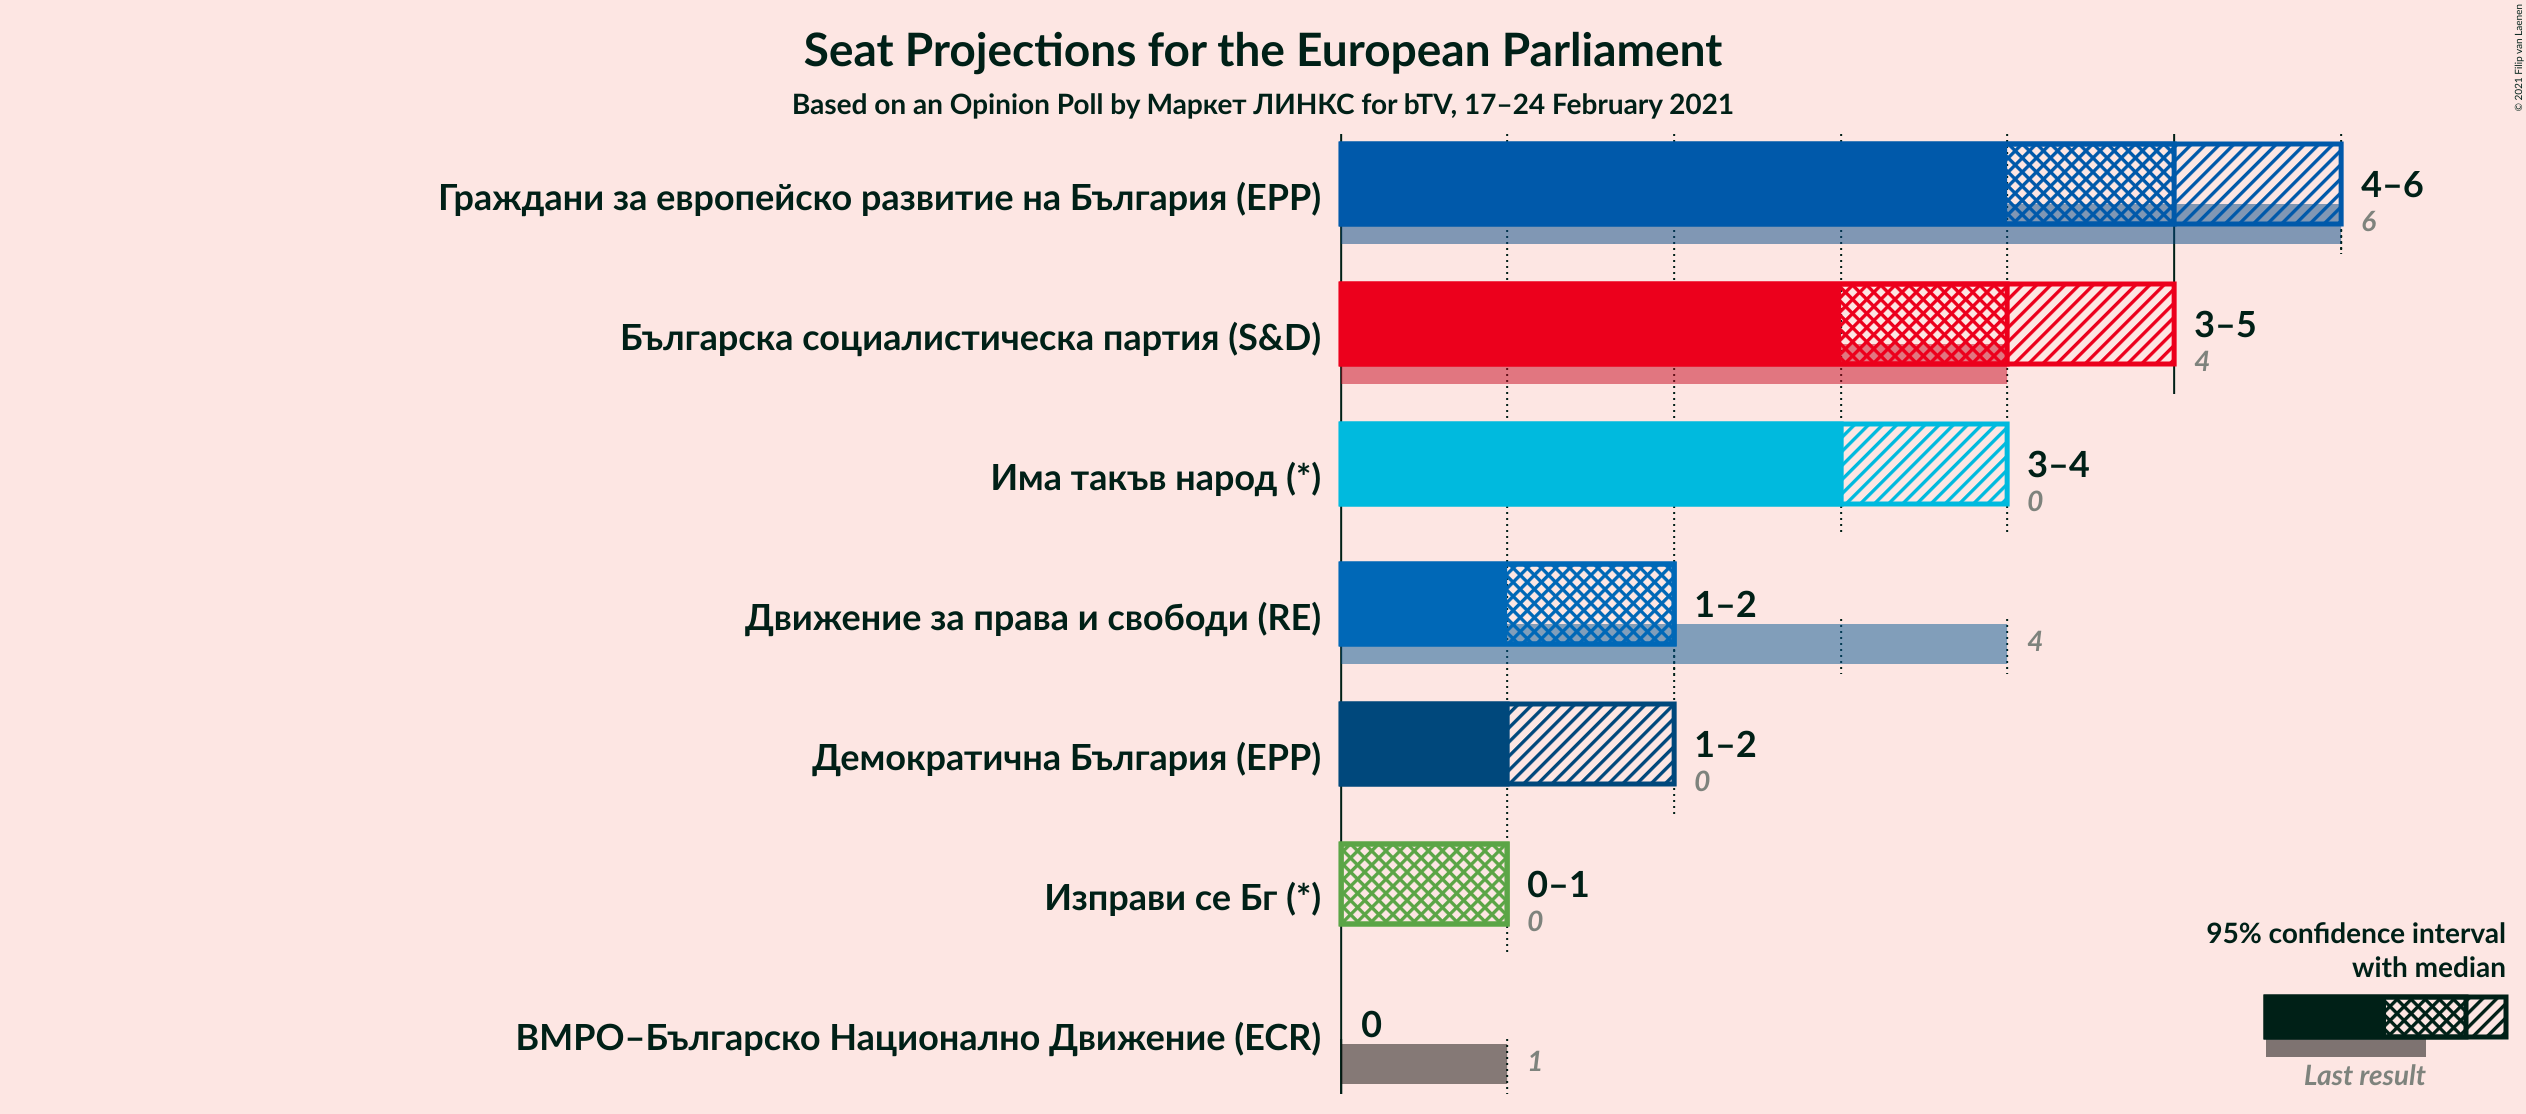 Seat Projections for the European Parliament
Based on an Opinion Poll by Маркет ЛИНКС for bTV, 17–24 February 2021
© 2021 Filip van Laenen
Граждани за европейско развитие на България (EPP)
4–6
6
Българска социалистическа партия (S&D)
3–5
4
Има такъв народ (*)
3–4
0
Движение за права и свободи (RE)
1–2
4
Демократична България (EPP)
1–2
0
Изправи се Бг (*)
0–1
0
ВМРО–Българско Национално Движение (ECR)
0
1
95% confidence interval
with median
Last result